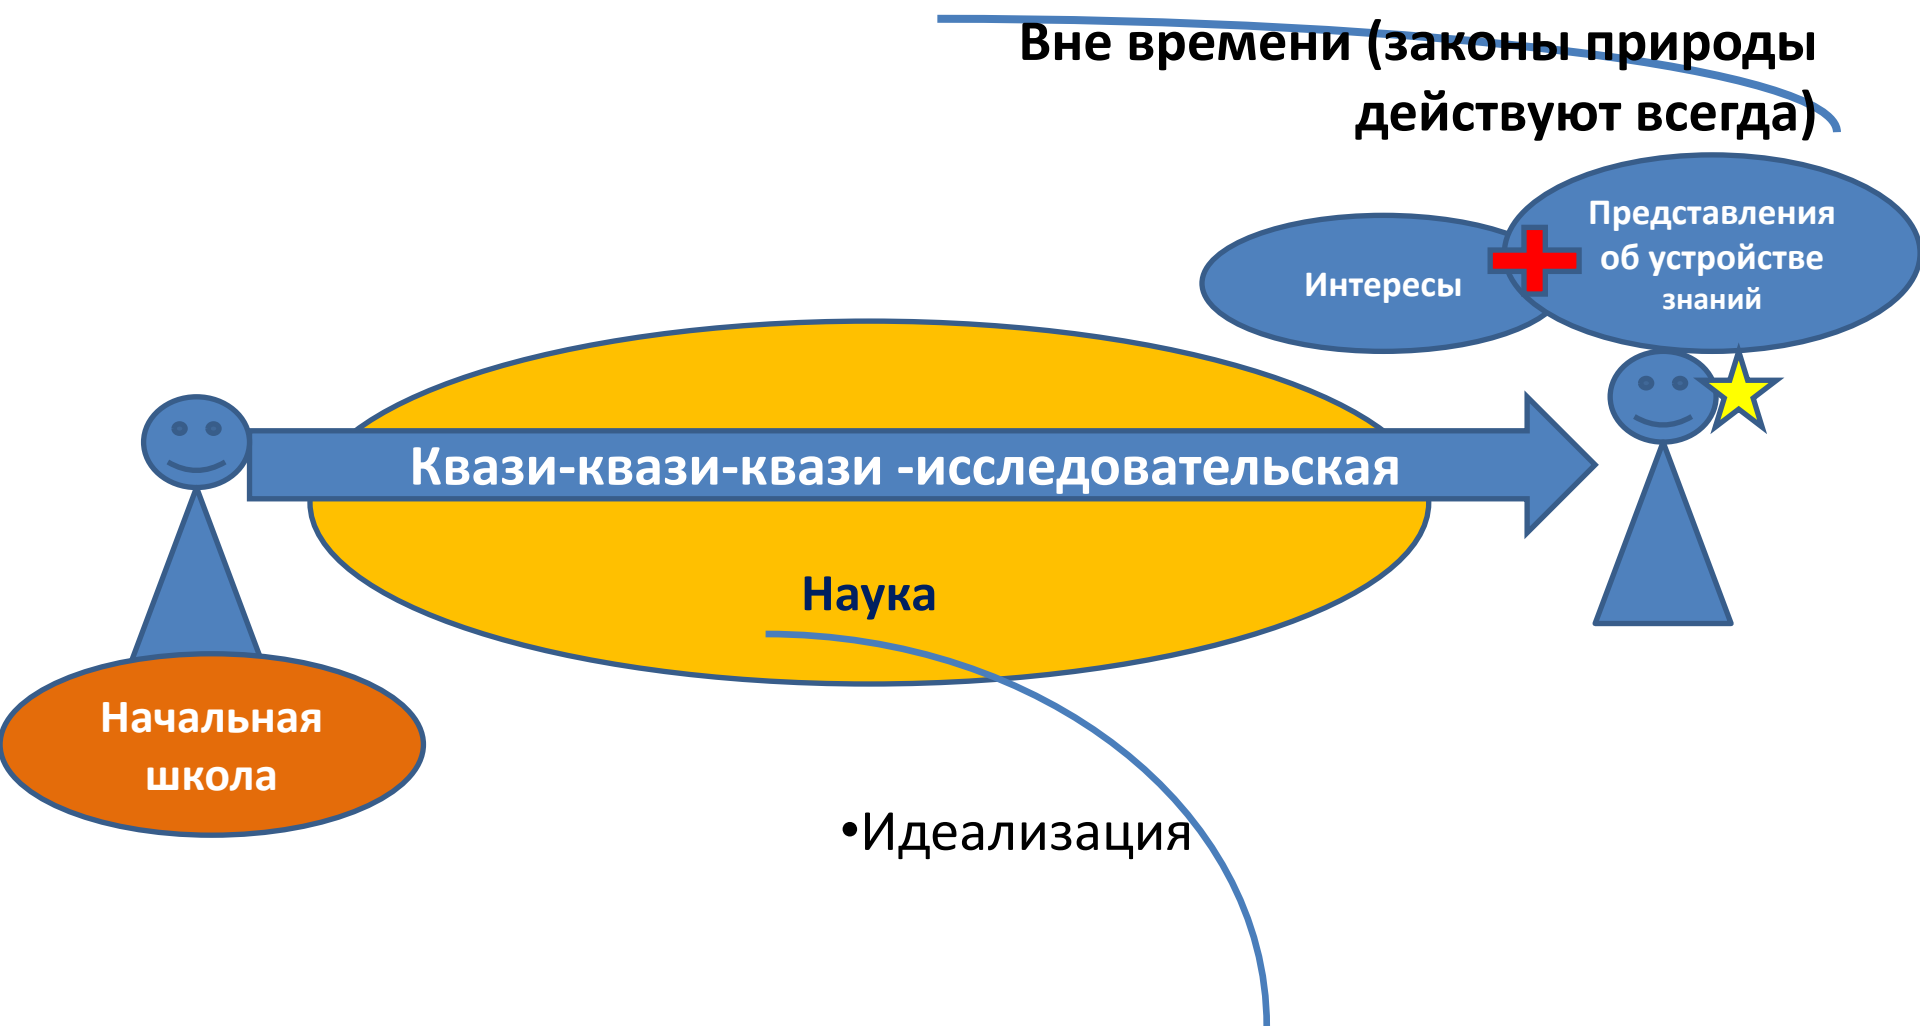 Вне времени (законы природы
действуют всегда)
Представления
об устройстве
знаний
Интересы
Квази-квази-квази -исследовательская
Наука
Начальная
школа
•Идеализация